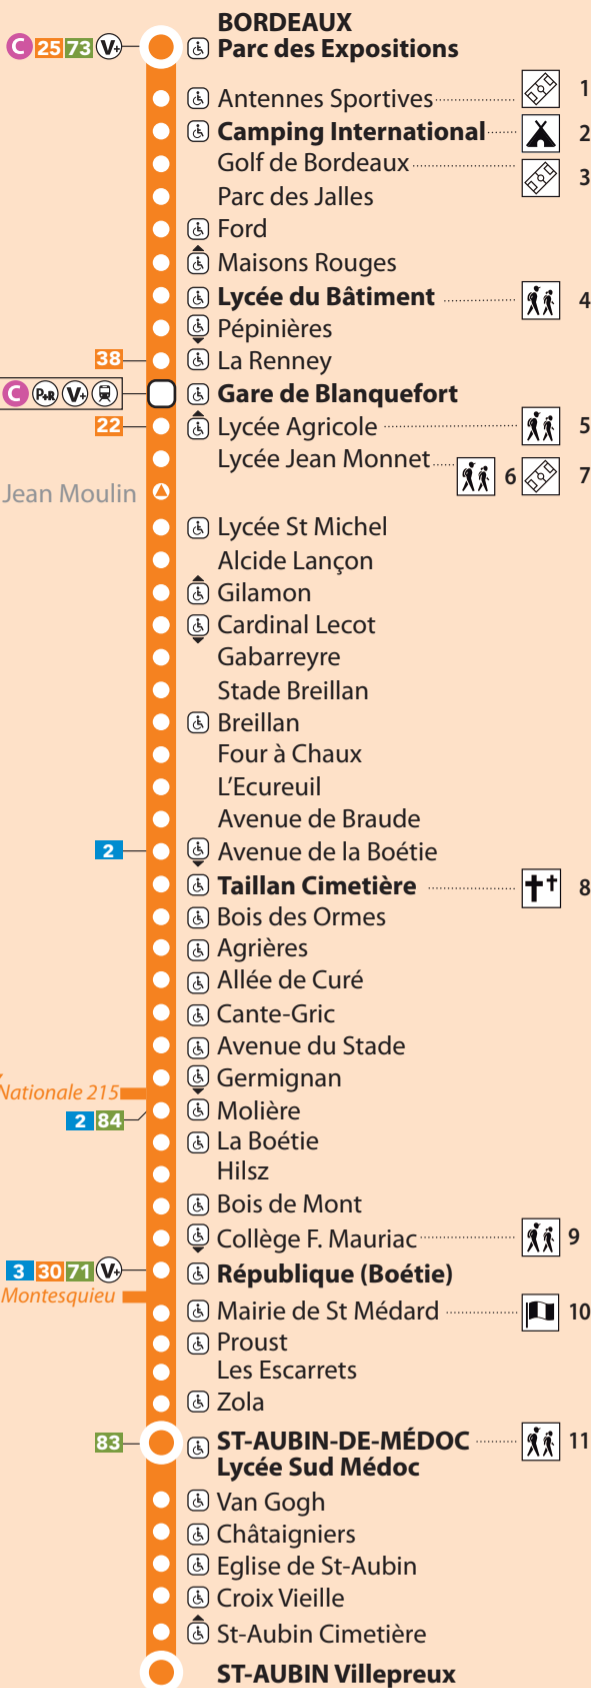 BORDEAUX
C 25 73 V+ Parc des Expositions
Antennes Sportives 1
Camping International 2
Golf de Bordeaux 3
Parc des Jalles
Ford
Maisons Rouges
Lycée du Bâtiment 4
Pépinières
38 La Renney
C P+R V+ Gare de Blanquefort
22 Lycée Agricole 5
Lycée Jean Monnet 6 7
Jean Moulin
Lycée St Michel
Alcide Lançon
Gilamon
Cardinal Lecot
Gabarreyre
Stade Breillan
Breillan
Four à Chaux
L'Ecureuil
Avenue de Braude
2 Avenue de la Boétie
Taillan Cimetière 8
Bois des Ormes
Agrières
Allée de Curé
Cante-Gric
Avenue du Stade
Germignan
Nationale 215
2 84 Molière
La Boétie
Hilsz
Bois de Mont
Collège F. Mauriac 9
3 30 71 V+ République (Boétie)
Montesquieu
Mairie de St Médard 10
Proust
Les Escarrets
Zola
83 ST-AUBIN-DE-MÉDOC 11
Lycée Sud Médoc
Van Gogh
Châtaigniers
Eglise de St-Aubin
Croix Vieille
St-Aubin Cimetière
ST-AUBIN Villepreux